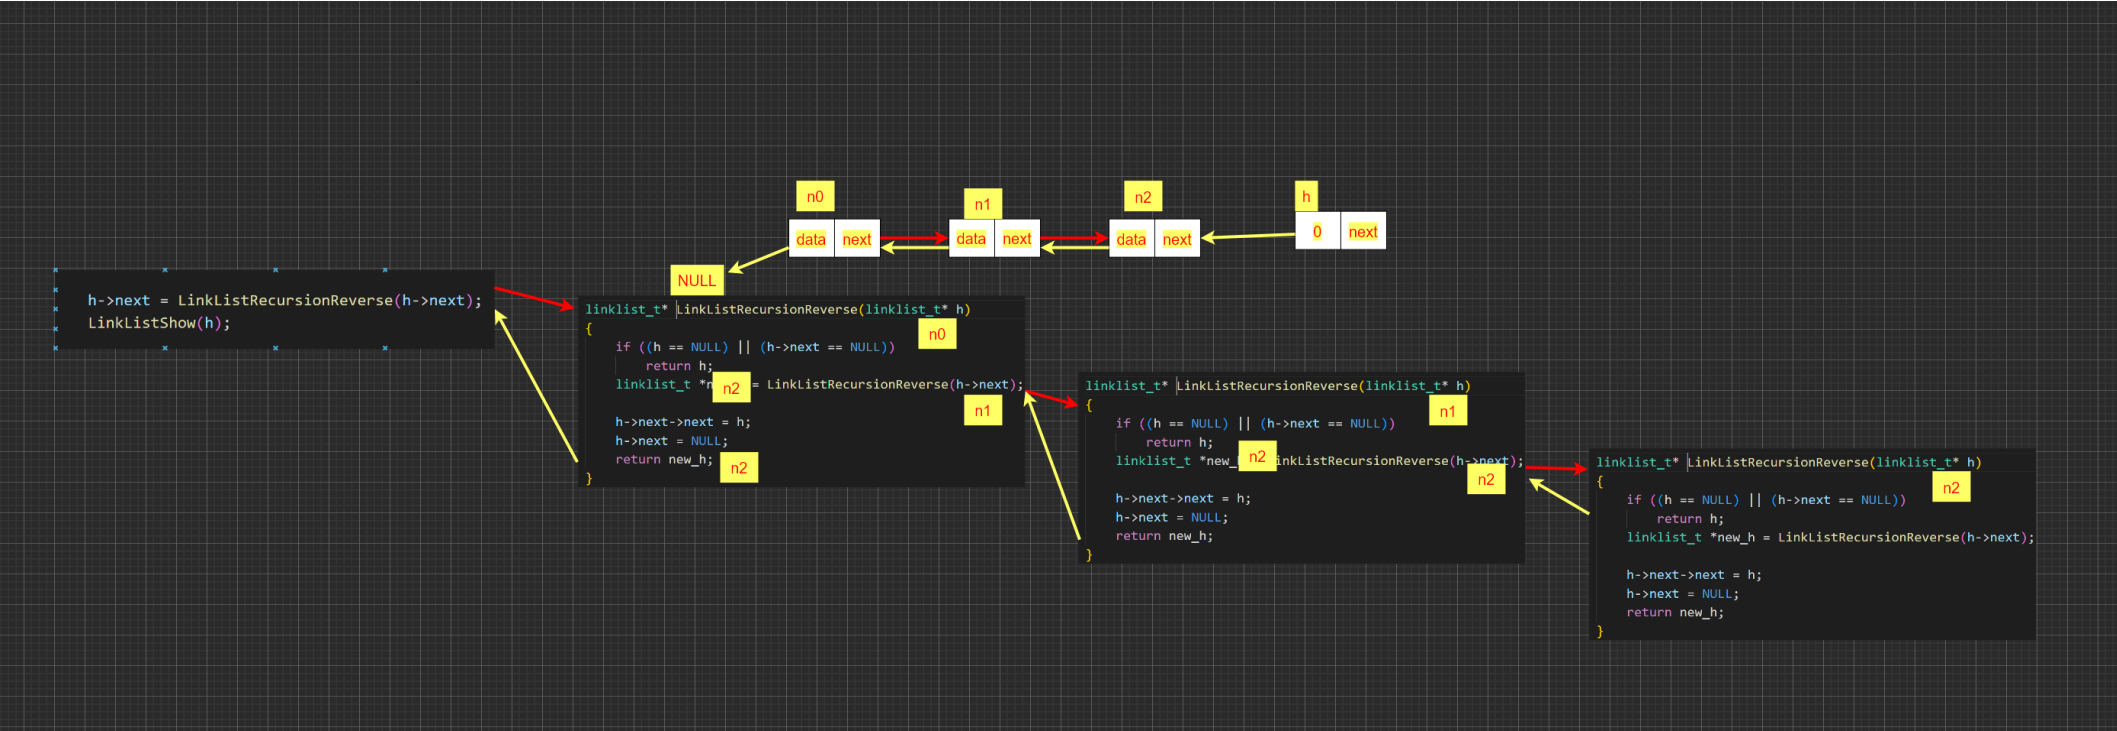 n0
n1
n2
h
data next
data next
data next
0 next
NULL
h->next = LinkListRecursionReverse(h->next);
LinkListShow(h);
linklist_t* LinkListRecursionReverse(linklist_t* h)
n0
{
if ((h == NULL) || (h->next == NULL))
return h;
linklist_t *n n2 = LinkListRecursionReverse(h->next);
n1
h->next->next = h;
h->next = NULL;
return new_h; n2
}
linklist_t* LinkListRecursionReverse(linklist_t* h)
n1
{
if ((h == NULL) || (h->next == NULL))
return h;
linklist_t *new_ n2 inkListRecursionReverse(h->next);
n2
h->next->next = h;
h->next = NULL;
return new_h;
}
linklist_t* LinkListRecursionReverse(linklist_t* h)
n2
{
if ((h == NULL) || (h->next == NULL))
return h;
linklist_t *new_h = LinkListRecursionReverse(h->next);
h->next->next = h;
h->next = NULL;
return new_h;
}